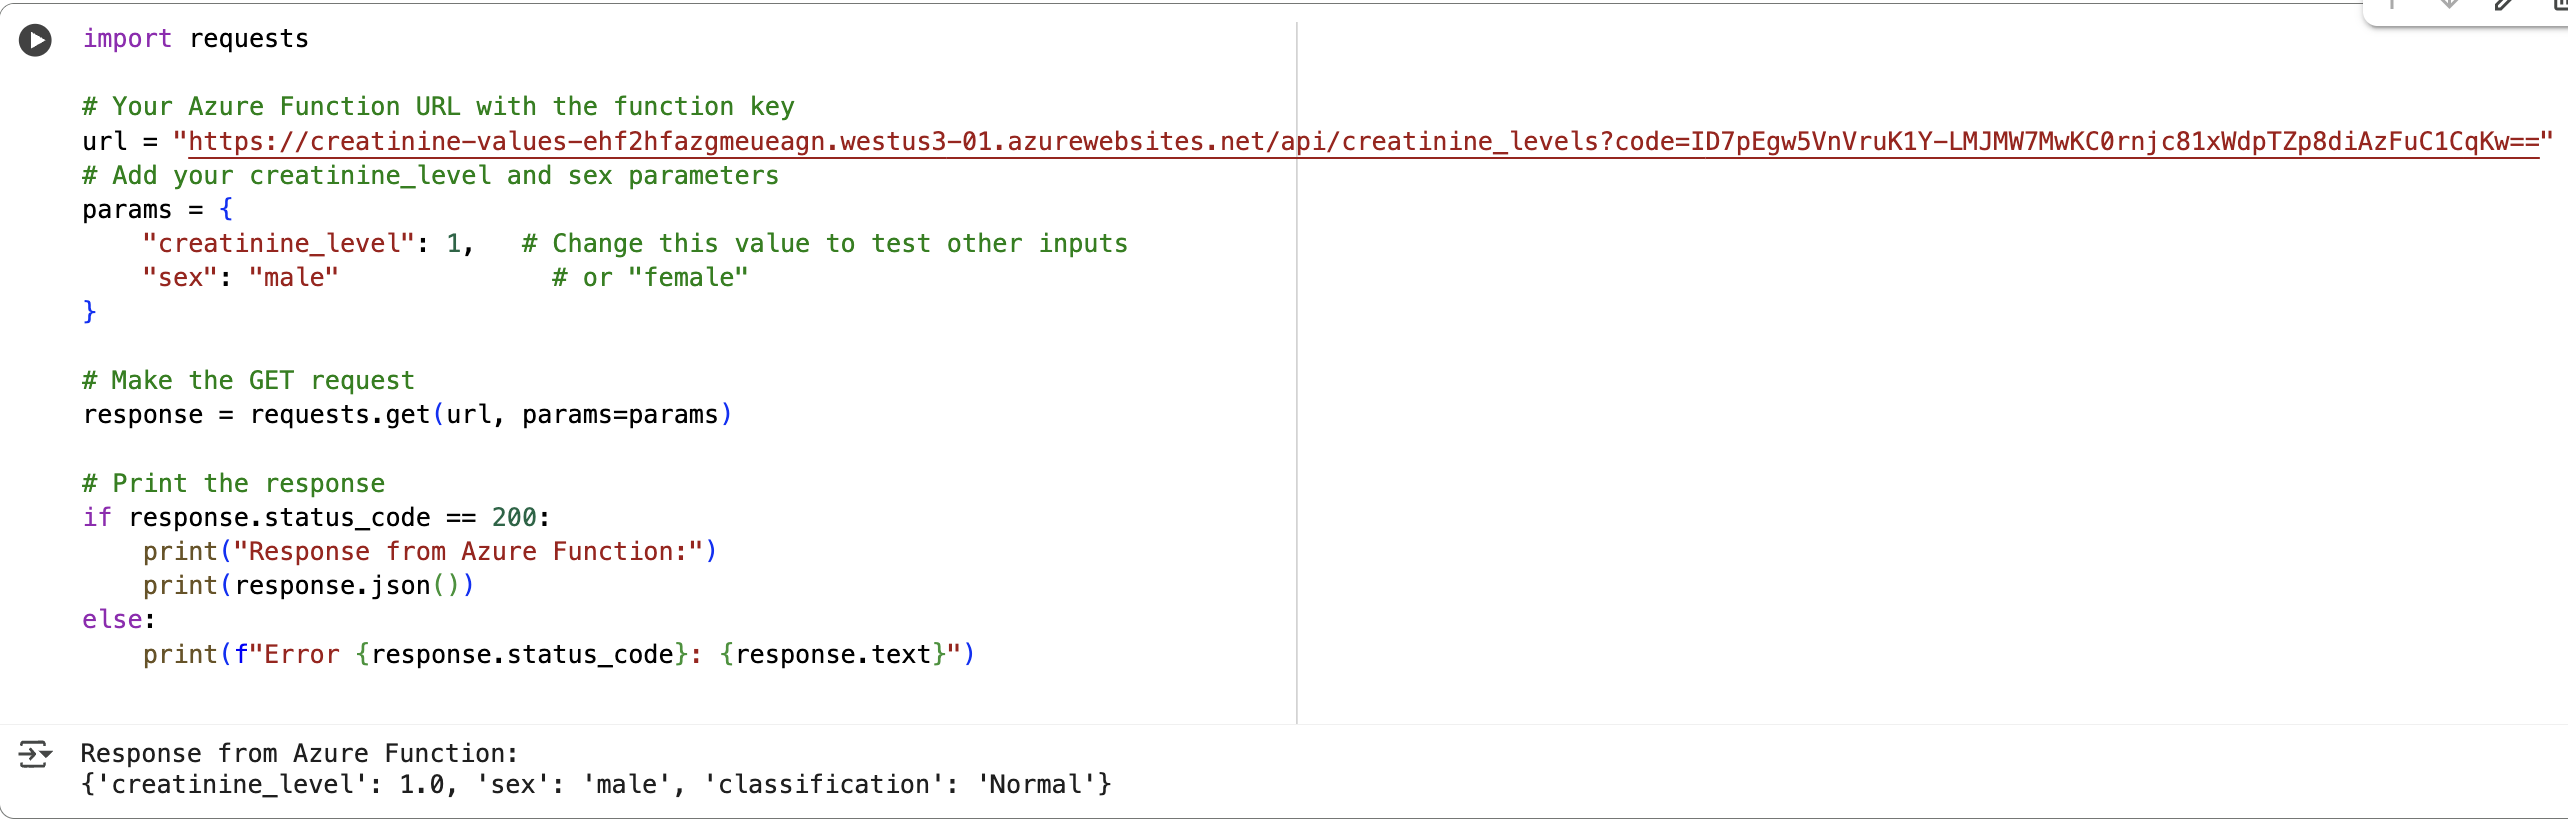 import requests

# Your Azure Function URL with the function key
url = "https://creatinine-values-ehf2hfazgmeueagn.westus3-01.azurewebsites.net/api/creatinine_levels?code=ID7pEgw5VnVruK1Y-LMJMW7MwKC0rnjc81xWdpTZp8diAzFuC1CqKw=="
# Add your creatinine_level and sex parameters
params = {
    "creatinine_level": 1,   # Change this value to test other inputs
    "sex": "male"              # or "female"
}

# Make the GET request
response = requests.get(url, params=params)

# Print the response
if response.status_code == 200:
    print("Response from Azure Function:")
    print(response.json())
else:
    print(f"Error {response.status_code}: {response.text}")

Response from Azure Function:
{'creatinine_level': 1.0, 'sex': 'male', 'classification': 'Normal'}